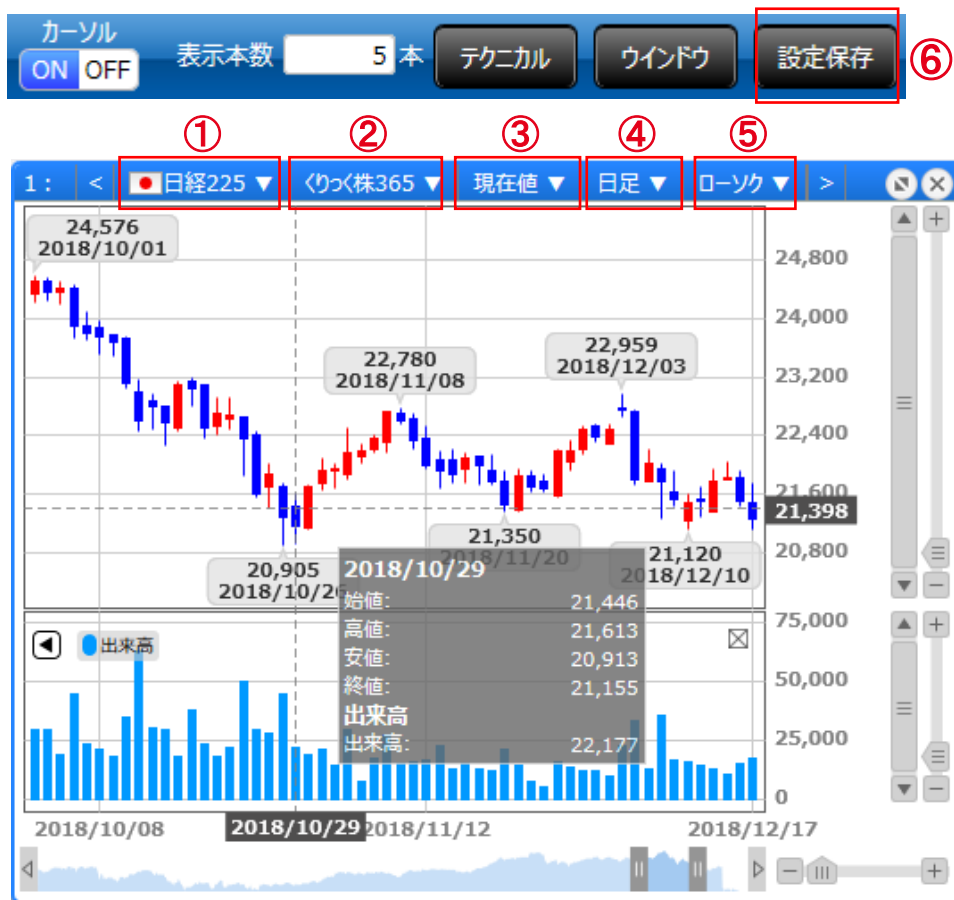 カーソル
ON OFF
表示本数 5 本
テクニカル
ウインドウ
設定保存
⑥
① ② ③ ④ ⑤
1: < 日経225 ▼ くりっく株365 ▼ 現在値 ▼ 日足 ▼ ローソク ▼ >
24,576
2018/10/01
22,780
2018/11/08
22,959
2018/12/03
24,800
24,000
23,200
22,400
21,600
21,398
20,800
20,905
2018/10/26
21,350
2018/11/20
21,120
2018/12/10
2018/10/29
始値: 21,446
高値: 21,613
安値: 20,913
終値: 21,155
出来高
出来高: 22,177
出来高
75,000
50,000
25,000
0
2018/10/08 2018/10/29 2018/11/12 2018/12/17